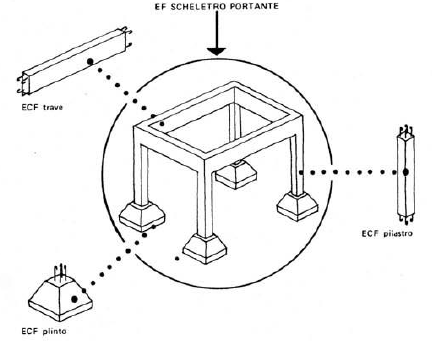 EF SCHELETRO PORTANTE
ECF trave
ECF pilastro
ECF plinto